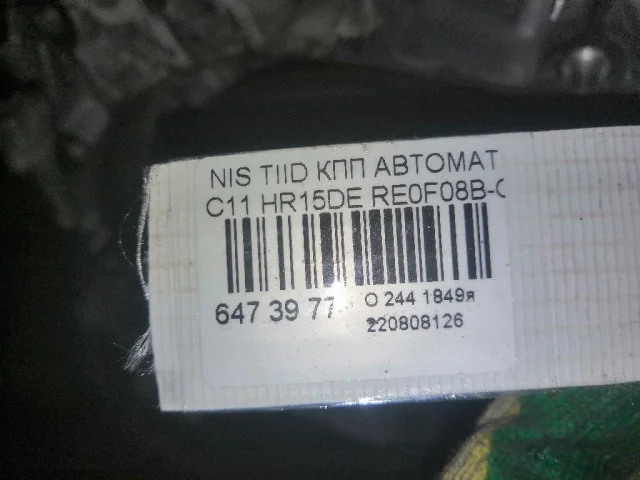 NIS TIID КПП АВТОМАТ
C11 HR15DE RE0F08B-
647 39 77 О 244 1849я
220808126